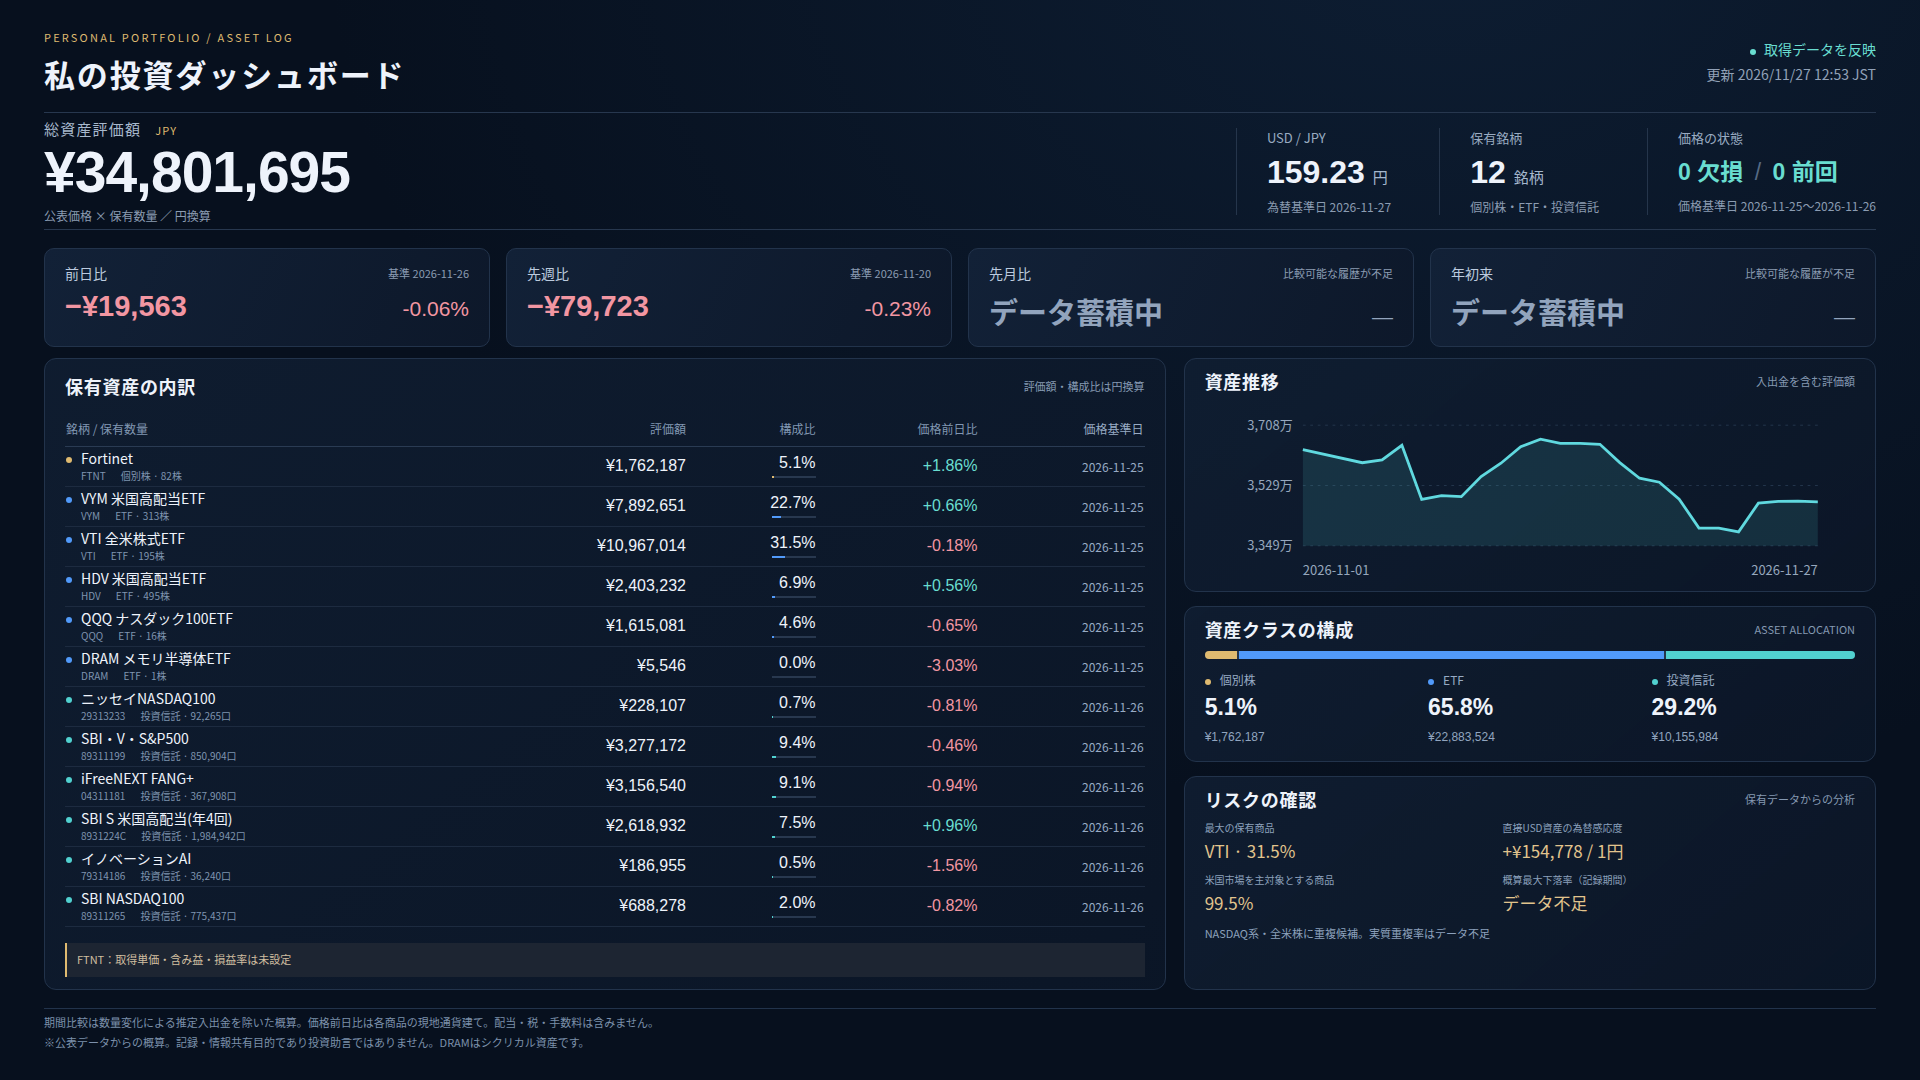 PERSONAL PORTFOLIO / ASSET LOG
私の投資ダッシュボード
取得データを反映
更新 2026/11/27 12:53 JST
総資産評価額 JPY
¥34,801,695
公表価格 × 保有数量 ／ 円換算
USD / JPY
159.23 円
為替基準日 2026-11-27
保有銘柄
12 銘柄
個別株・ETF・投資信託
価格の状態
0 欠損 / 0 前回
価格基準日 2026-11-25〜2026-11-26
前日比 基準 2026-11-26
−¥19,563 -0.06%
先週比 基準 2026-11-20
−¥79,723 -0.23%
先月比 比較可能な履歴が不足
データ蓄積中 —
年初来 比較可能な履歴が不足
データ蓄積中 —
保有資産の内訳 評価額・構成比は円換算
銘柄 / 保有数量 評価額 構成比 価格前日比 価格基準日
Fortinet ¥1,762,187 5.1% +1.86% 2026-11-25
FTNT 個別株・82株
VYM 米国高配当ETF ¥7,892,651 22.7% +0.66% 2026-11-25
VYM ETF・313株
VTI 全米株式ETF ¥10,967,014 31.5% -0.18% 2026-11-25
VTI ETF・195株
HDV 米国高配当ETF ¥2,403,232 6.9% +0.56% 2026-11-25
HDV ETF・495株
QQQ ナスダック100ETF ¥1,615,081 4.6% -0.65% 2026-11-25
QQQ ETF・16株
DRAM メモリ半導体ETF ¥5,546 0.0% -3.03% 2026-11-25
DRAM ETF・1株
ニッセイNASDAQ100 ¥228,107 0.7% -0.81% 2026-11-26
29313233 投資信託・92,265口
SBI・V・S&P500 ¥3,277,172 9.4% -0.46% 2026-11-26
89311199 投資信託・850,904口
iFreeNEXT FANG+ ¥3,156,540 9.1% -0.94% 2026-11-26
04311181 投資信託・367,908口
SBI S 米国高配当(年4回) ¥2,618,932 7.5% +0.96% 2026-11-26
8931224C 投資信託・1,984,942口
イノベーションAI ¥186,955 0.5% -1.56% 2026-11-26
79314186 投資信託・36,240口
SBI NASDAQ100 ¥688,278 2.0% -0.82% 2026-11-26
89311265 投資信託・775,437口
FTNT：取得単価・含み益・損益率は未設定
資産推移 入出金を含む評価額
3,708万
3,529万
3,349万
2026-11-01 2026-11-27
資産クラスの構成 ASSET ALLOCATION
個別株 ETF 投資信託
5.1% 65.8% 29.2%
¥1,762,187 ¥22,883,524 ¥10,155,984
リスクの確認 保有データからの分析
最大の保有商品 直接USD資産の為替感応度
VTI・31.5% +¥154,778 / 1円
米国市場を主対象とする商品 概算最大下落率（記録期間）
99.5% データ不足
NASDAQ系・全米株に重複候補。実質重複率はデータ不足
期間比較は数量変化による推定入出金を除いた概算。価格前日比は各商品の現地通貨建て。配当・税・手数料は含みません。
※公表データからの概算。記録・情報共有目的であり投資助言ではありません。DRAMはシクリカル資産です。